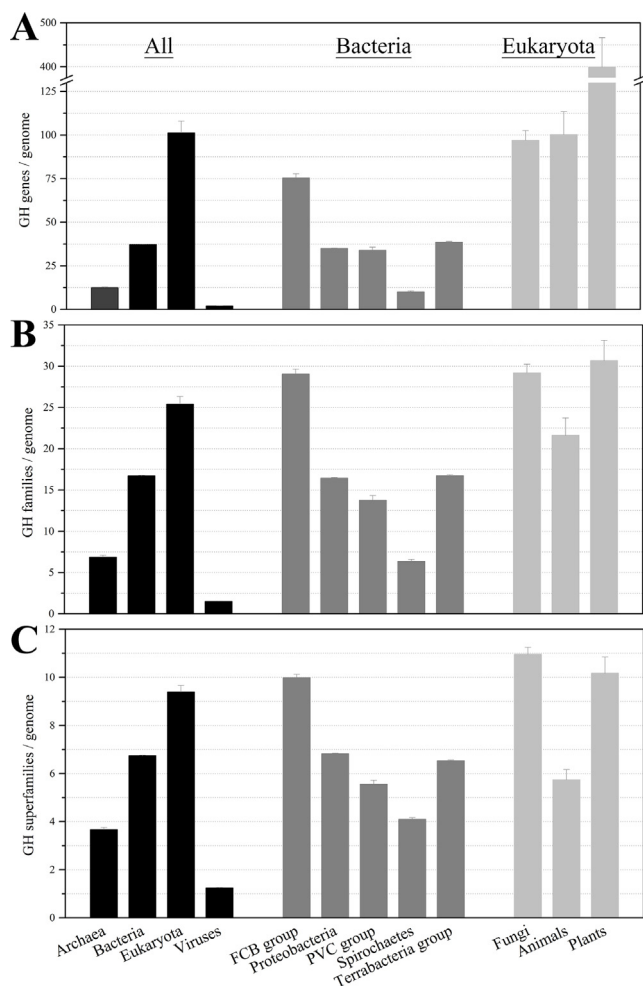 A
All
Bacteria
Eukaryota
GH genes / genome
500
400
125
100
75
50
25
0
B
GH families / genome
35
30
25
20
15
10
5
0
C
GH superfamilies / genome
12
10
8
6
4
2
0
Archaea
Bacteria
Eukaryota
Viruses
FCB group
Proteobacteria
PVC group
Spirochaetes
Terrabacteria group
Fungi
Animals
Plants